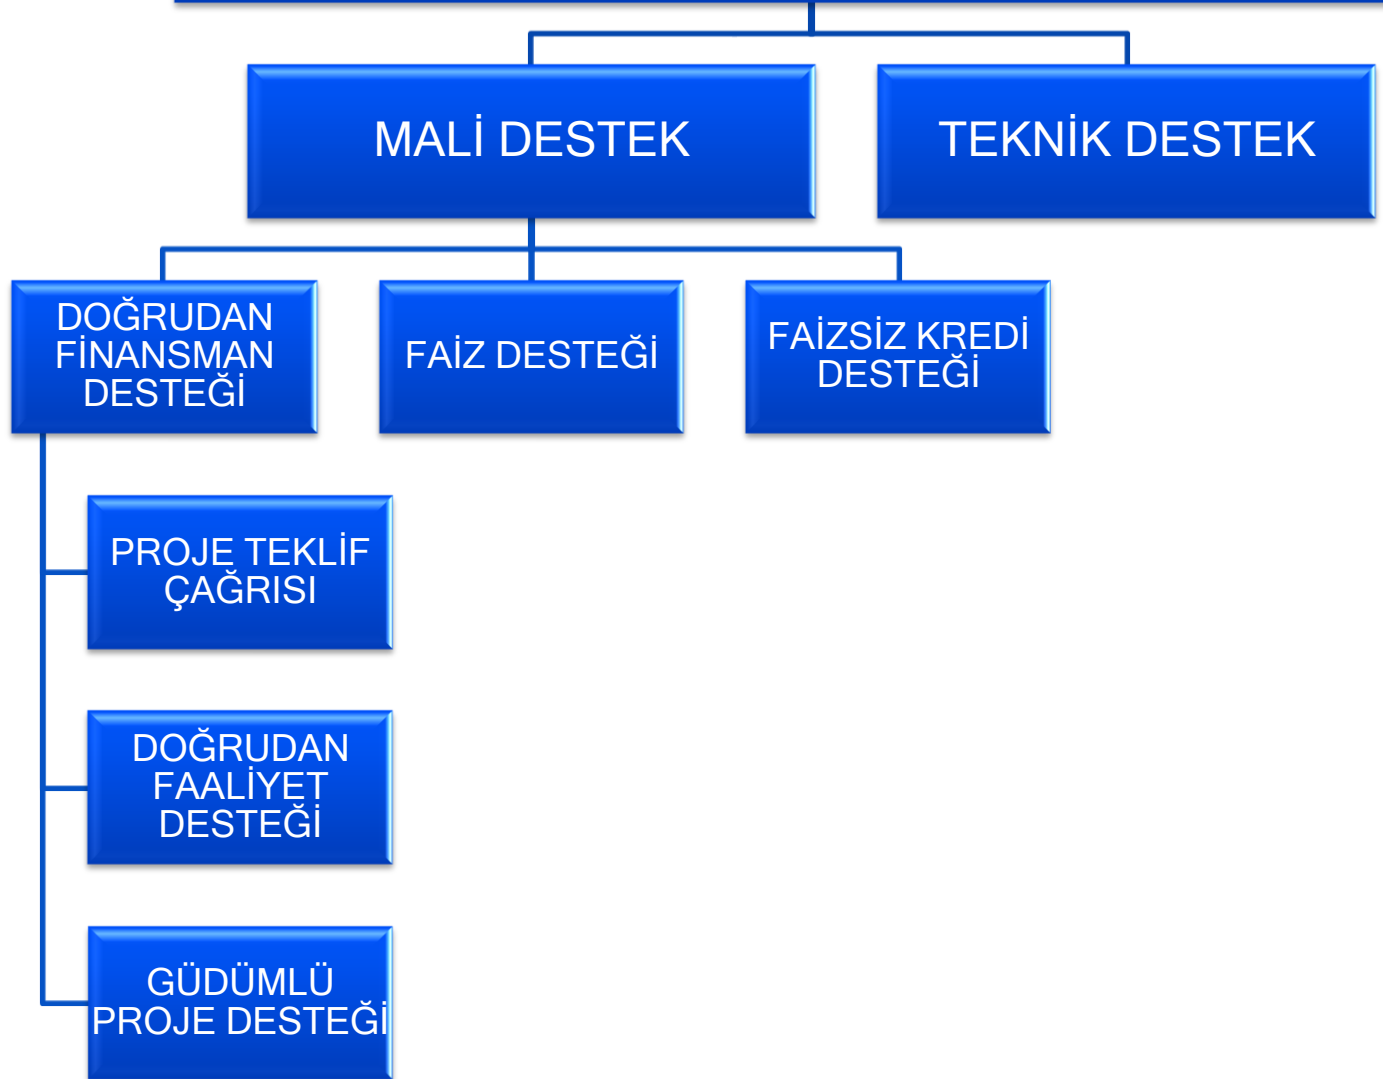 MALİ DESTEK
TEKNİK DESTEK
DOĞRUDAN
FİNANSMAN
DESTEĞİ
FAİZ DESTEĞİ
FAİZSİZ KREDİ
DESTEĞİ
PROJE TEKLİF
ÇAĞRISI
DOĞRUDAN
FAALİYET
DESTEĞİ
GÜDÜMLÜ
PROJE DESTEĞİ